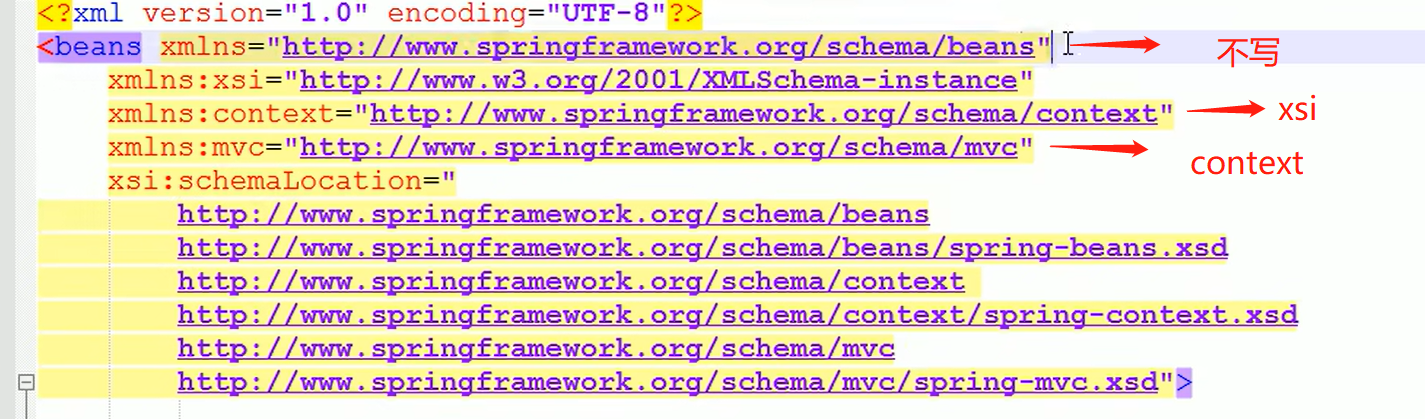 <?xml version="1.0" encoding="UTF-8"?>
<beans xmlns="http://www.springframework.org/schema/beans" 不写
xmlns:xsi="http://www.w3.org/2001/XMLSchema-instance"
xmlns:context="http://www.springframework.org/schema/context" xsi
xmlns:mvc="http://www.springframework.org/schema/mvc" context
xsi:schemaLocation="
http://www.springframework.org/schema/beans
http://www.springframework.org/schema/beans/spring-beans.xsd
http://www.springframework.org/schema/context
http://www.springframework.org/schema/context/spring-context.xsd
http://www.springframework.org/schema/mvc
http://www.springframework.org/schema/mvc/spring-mvc.xsd">